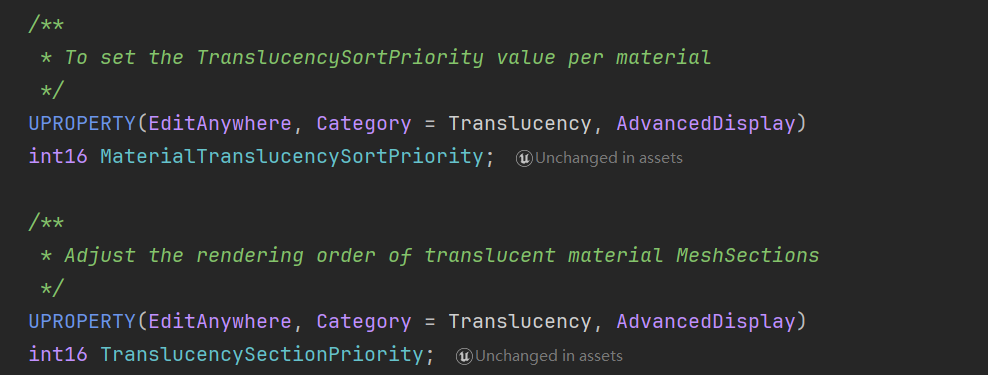 /**
 * To set the TranslucencySortPriority value per material
 */
UPROPERTY(EditAnywhere, Category = Translucency, AdvancedDisplay)
int16 MaterialTranslucencySortPriority; Unchanged in assets
/**
 * Adjust the rendering order of translucent material MeshSections
 */
UPROPERTY(EditAnywhere, Category = Translucency, AdvancedDisplay)
int16 TranslucencySectionPriority; Unchanged in assets